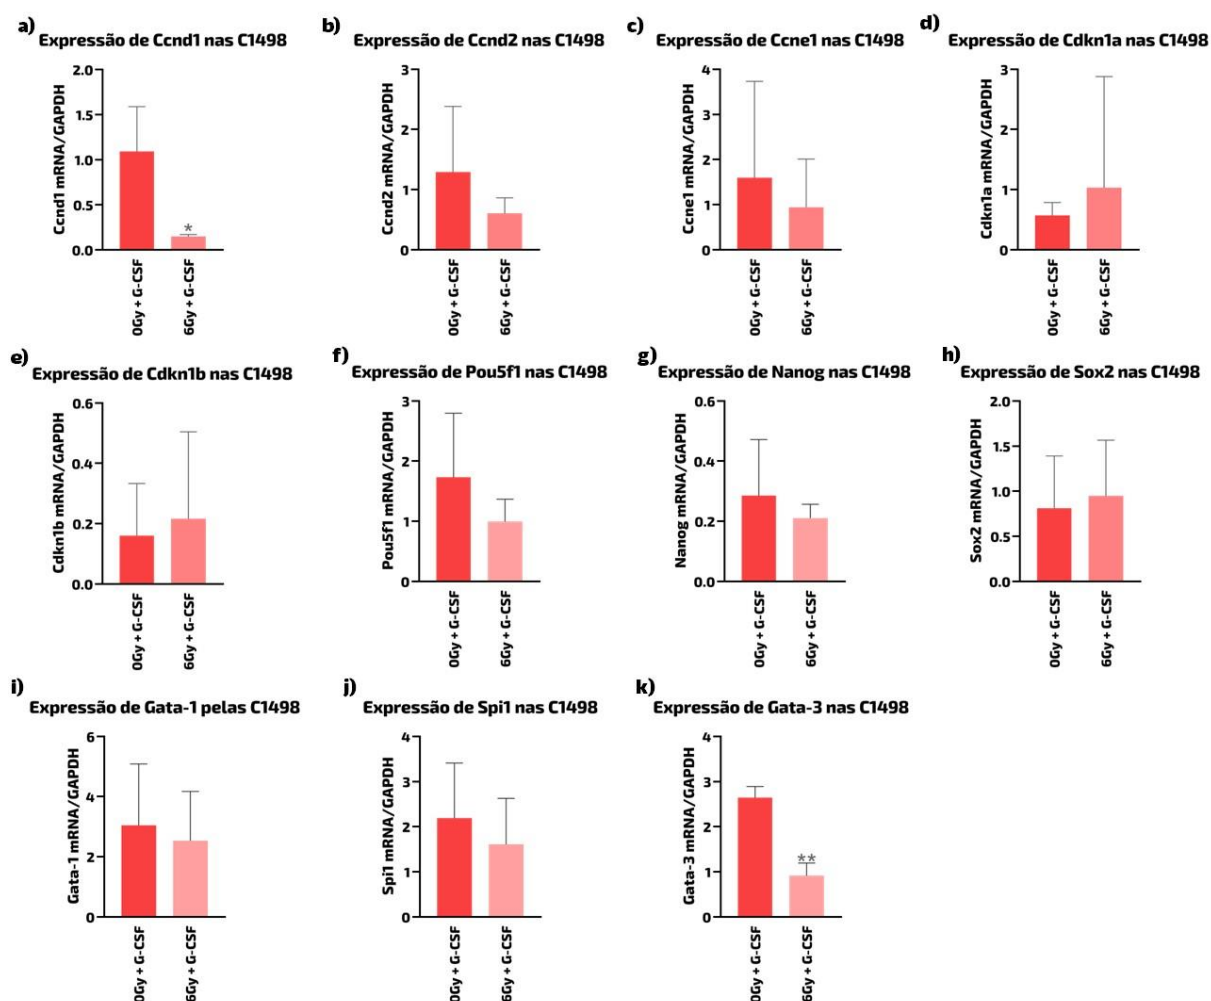 a)
Expressão de Ccnd1 nas C1498
Ccnd1 mRNA/GAPDH
2.0
1.5
1.0
0.5
0.0
*
0Gy + G-CSF
6Gy + G-CSF
b)
Expressão de Ccnd2 nas C1498
Ccnd2 mRNA/GAPDH
3
2
1
0
0Gy + G-CSF
6Gy + G-CSF
c)
Expressão de Ccne1 nas C1498
Ccne1 mRNA/GAPDH
4
3
2
1
0
0Gy + G-CSF
6Gy + G-CSF
d)
Expressão de Cdkn1a nas C1498
Cdkn1a mRNA/GAPDH
3
2
1
0
0Gy + G-CSF
6Gy + G-CSF
e)
Expressão de Cdkn1b nas C1498
Cdkn1b mRNA/GAPDH
0.6
0.4
0.2
0.0
0Gy + G-CSF
6Gy + G-CSF
f)
Expressão de Pou5f1 nas C1498
Pou5f1 mRNA/GAPDH
3
2
1
0
0Gy + G-CSF
6Gy + G-CSF
g)
Expressão de Nanog nas C1498
Nanog mRNA/GAPDH
0.6
0.4
0.2
0.0
0Gy + G-CSF
6Gy + G-CSF
h)
Expressão de Sox2 nas C1498
Sox2 mRNA/GAPDH
2.0
1.5
1.0
0.5
0.0
0Gy + G-CSF
6Gy + G-CSF
i)
Expressão de Gata-1 pelas C1498
Gata-1 mRNA/GAPDH
6
4
2
0
0Gy + G-CSF
6Gy + G-CSF
j)
Expressão de Spi1 nas C1498
Spi1 mRNA/GAPDH
4
3
2
1
0
0Gy + G-CSF
6Gy + G-CSF
k)
Expressão de Gata-3 nas C1498
Gata-3 mRNA/GAPDH
4
3
2
1
0
**
0Gy + G-CSF
6Gy + G-CSF